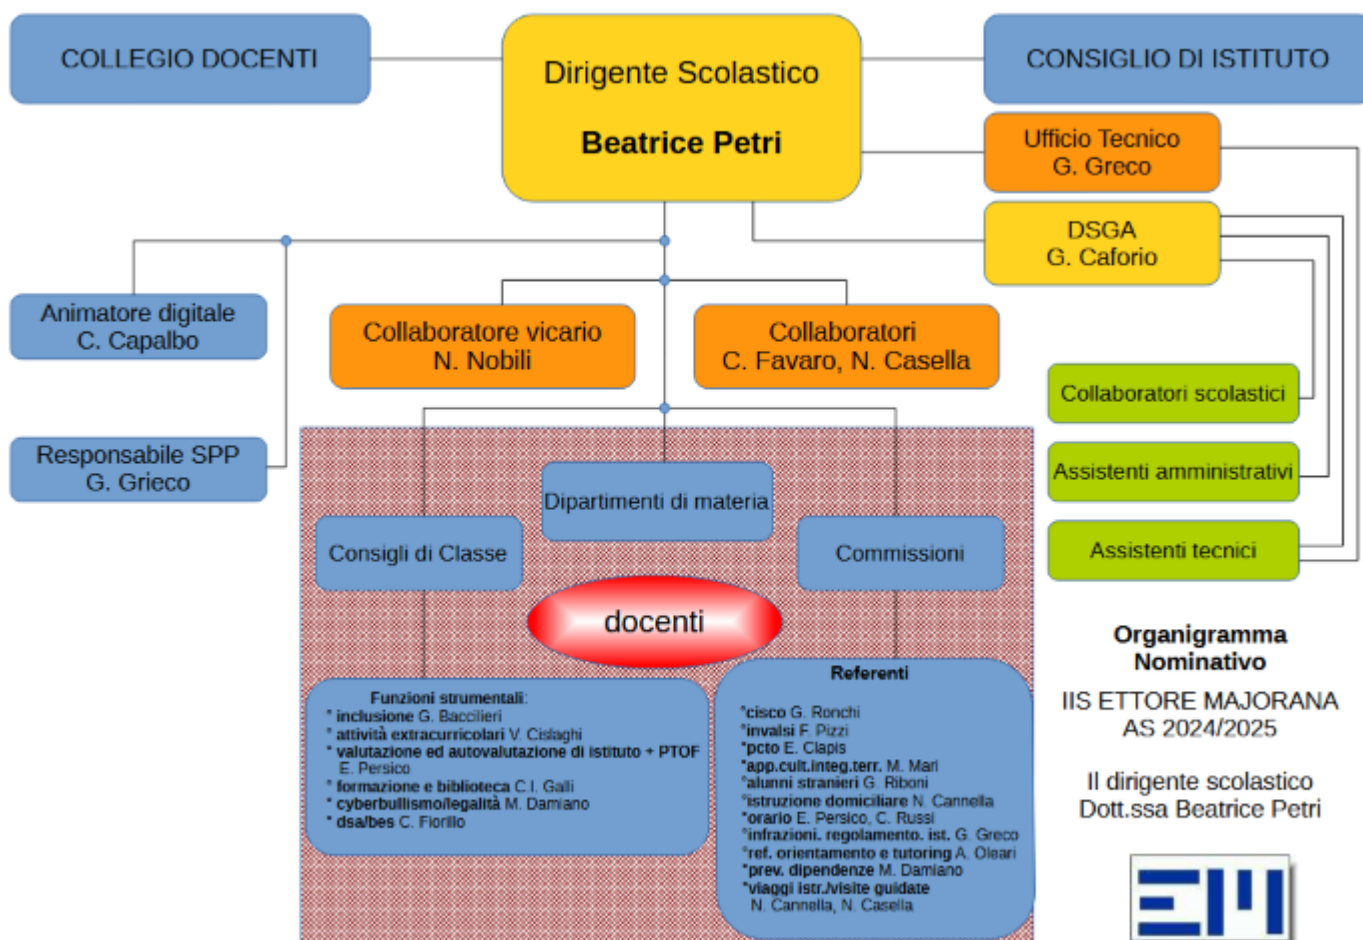 COLLEGIO DOCENTI
Dirigente Scolastico
Beatrice Petri
CONSIGLIO DI ISTITUTO
Ufficio Tecnico
G. Greco
DSGA
G. Caforio
Animatore digitale
C. Capalbo
Collaboratore vicario
N. Nobili
Collaboratori
C. Favaro, N. Casella
Collaboratori scolastici
Responsabile SPP
G. Grieco
Assistenti amministrativi
Dipartimenti di materia
Consigli di Classe
Commissioni
Assistenti tecnici
docenti
Funzioni strumentali:
* inclusione G. Baccilieri
* attività extracurricolari V. Cislaghi
* valutazione ed autovalutazione di istituto + PTOF
E. Persico
* formazione e biblioteca C.I. Galli
* cyberbullismo/legalità M. Damiano
* dsa/bes C. Fiorillo
Referenti
*cisco G. Ronchi
*invalsi F. Pizzi
*pcto E. Clapis
*app.cult.integ.terr. M. Mari
*alunni stranieri G. Riboni
*istruzione domiciliare N. Cannella
*orario E. Persico, C. Russi
*infrazioni. regolamento. ist. G. Greco
*ref. orientamento e tutoring A. Oleari
*prev. dipendenze M. Damiano
*viaggi istr./visite guidate
N. Cannella, N. Casella
Organigramma
Nominativo
IIS ETTORE MAJORANA
AS 2024/2025
Il dirigente scolastico
Dott.ssa Beatrice Petri
EM